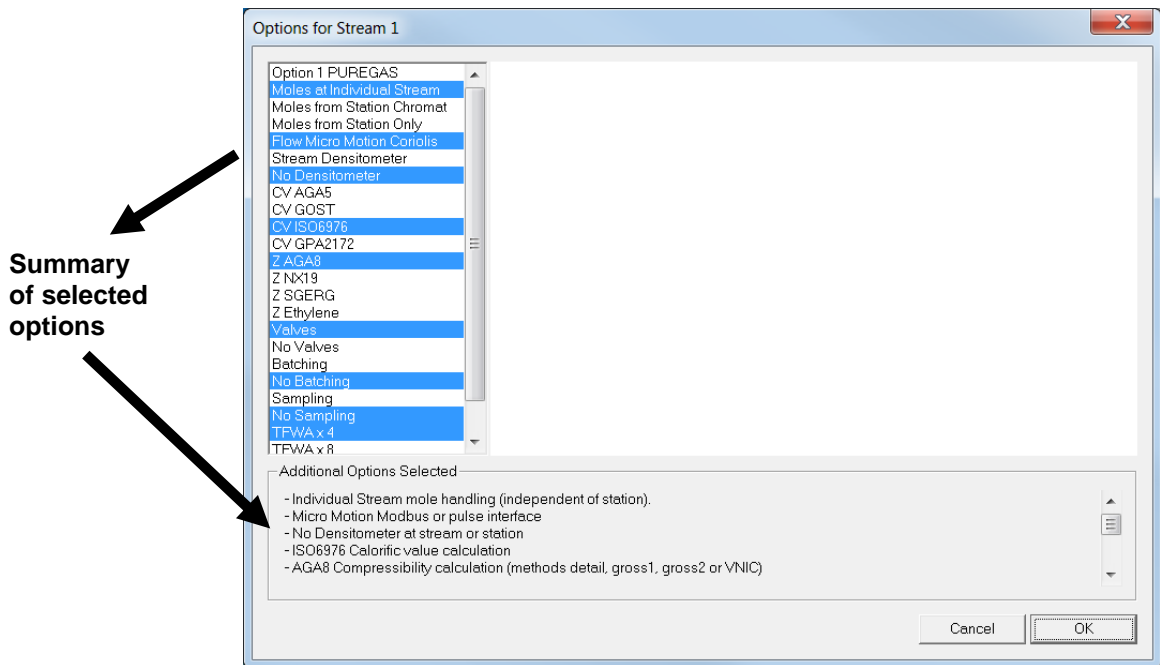 Options for Stream 1
Option 1 PUREGAS
Moles at Individual Stream
Moles from Station Chromat
Moles from Station Only
Flow Micro Motion Coriolis
Stream Densitometer
No Densitometer
CV AGA5
CV GOST
CV ISO6976
CV GPA2172
Z AGA8
Z NX19
Z SGERG
Z Ethylene
Valves
No Valves
Batching
No Batching
Sampling
No Sampling
TFWA x 4
TFWA x 8
Summary
of selected
options
Additional Options Selected
- Individual Stream mole handling (independent of station).
- Micro Motion Modbus or pulse interface
- No Densitometer at stream or station
- ISO6976 Calorific value calculation
- AGA8 Compressibility calculation (methods detail, gross1, gross2 or VNIC)
Cancel
OK